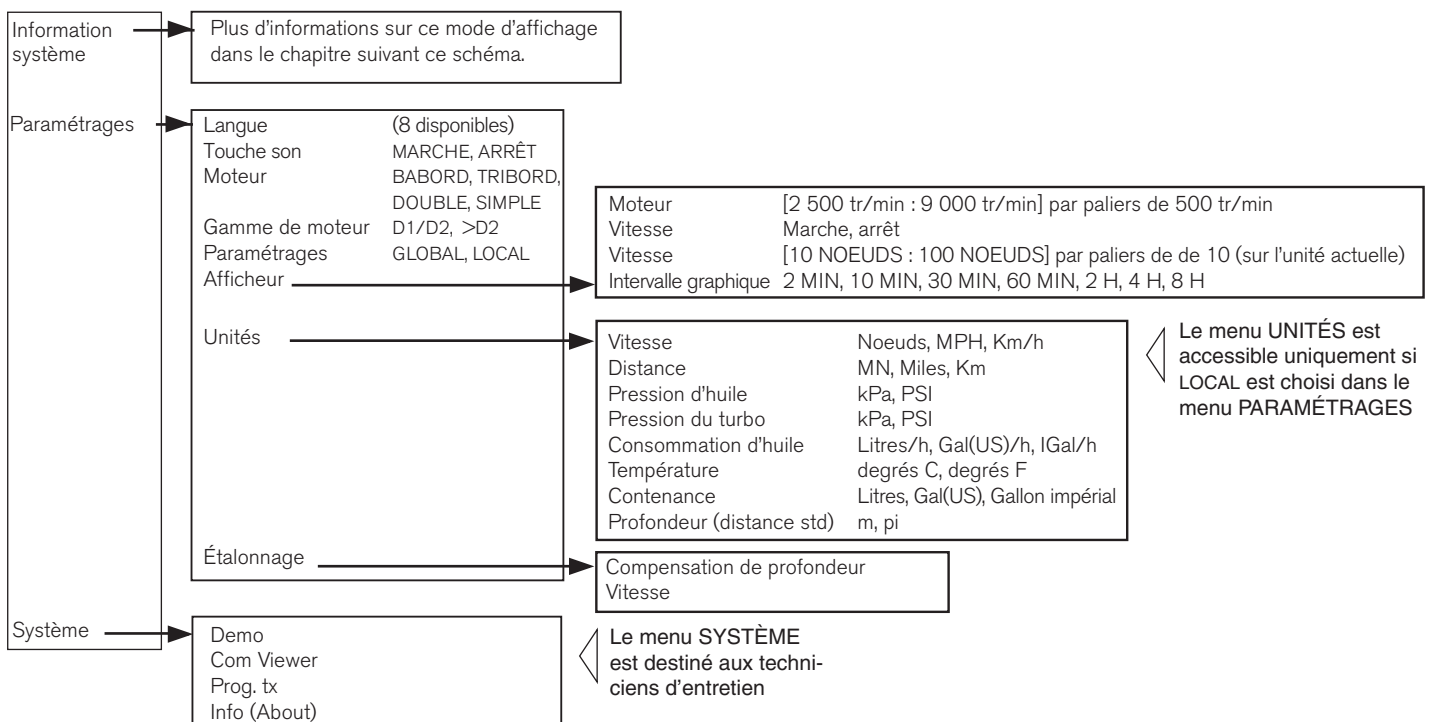 Information
système
Plus d'informations sur ce mode d'affichage
dans le chapitre suivant ce schéma.
Paramétrages
Langue (8 disponibles)
Touche son MARCHE, ARRÊT
Moteur BABORD, TRIBORD,
DOUBLE, SIMPLE
Gamme de moteur D1/D2, >D2
Paramétrages GLOBAL, LOCAL
Afficheur
Moteur [2 500 tr/min : 9 000 tr/min] par paliers de 500 tr/min
Vitesse Marche, arrêt
Vitesse [10 NOEUDS : 100 NOEUDS] par paliers de de 10 (sur l'unité actuelle)
Intervalle graphique 2 MIN, 10 MIN, 30 MIN, 60 MIN, 2 H, 4 H, 8 H
Unités
Vitesse Noeuds, MPH, Km/h
Distance MN, Miles, Km
Pression d'huile kPa, PSI
Pression du turbo kPa, PSI
Consommation d'huile Litres/h, Gal(US)/h, IGal/h
Température degrés C, degrés F
Contenance Litres, Gal(US), Gallon impérial
Profondeur (distance std) m, pi
Le menu UNITÉS est
accessible uniquement si
LOCAL est choisi dans le
menu PARAMÉTRAGES
Étalonnage
Compensation de profondeur
Vitesse
Système
Demo
Com Viewer
Prog. tx
Info (About)
Le menu SYSTÈME
est destiné aux techni-
ciens d'entretien